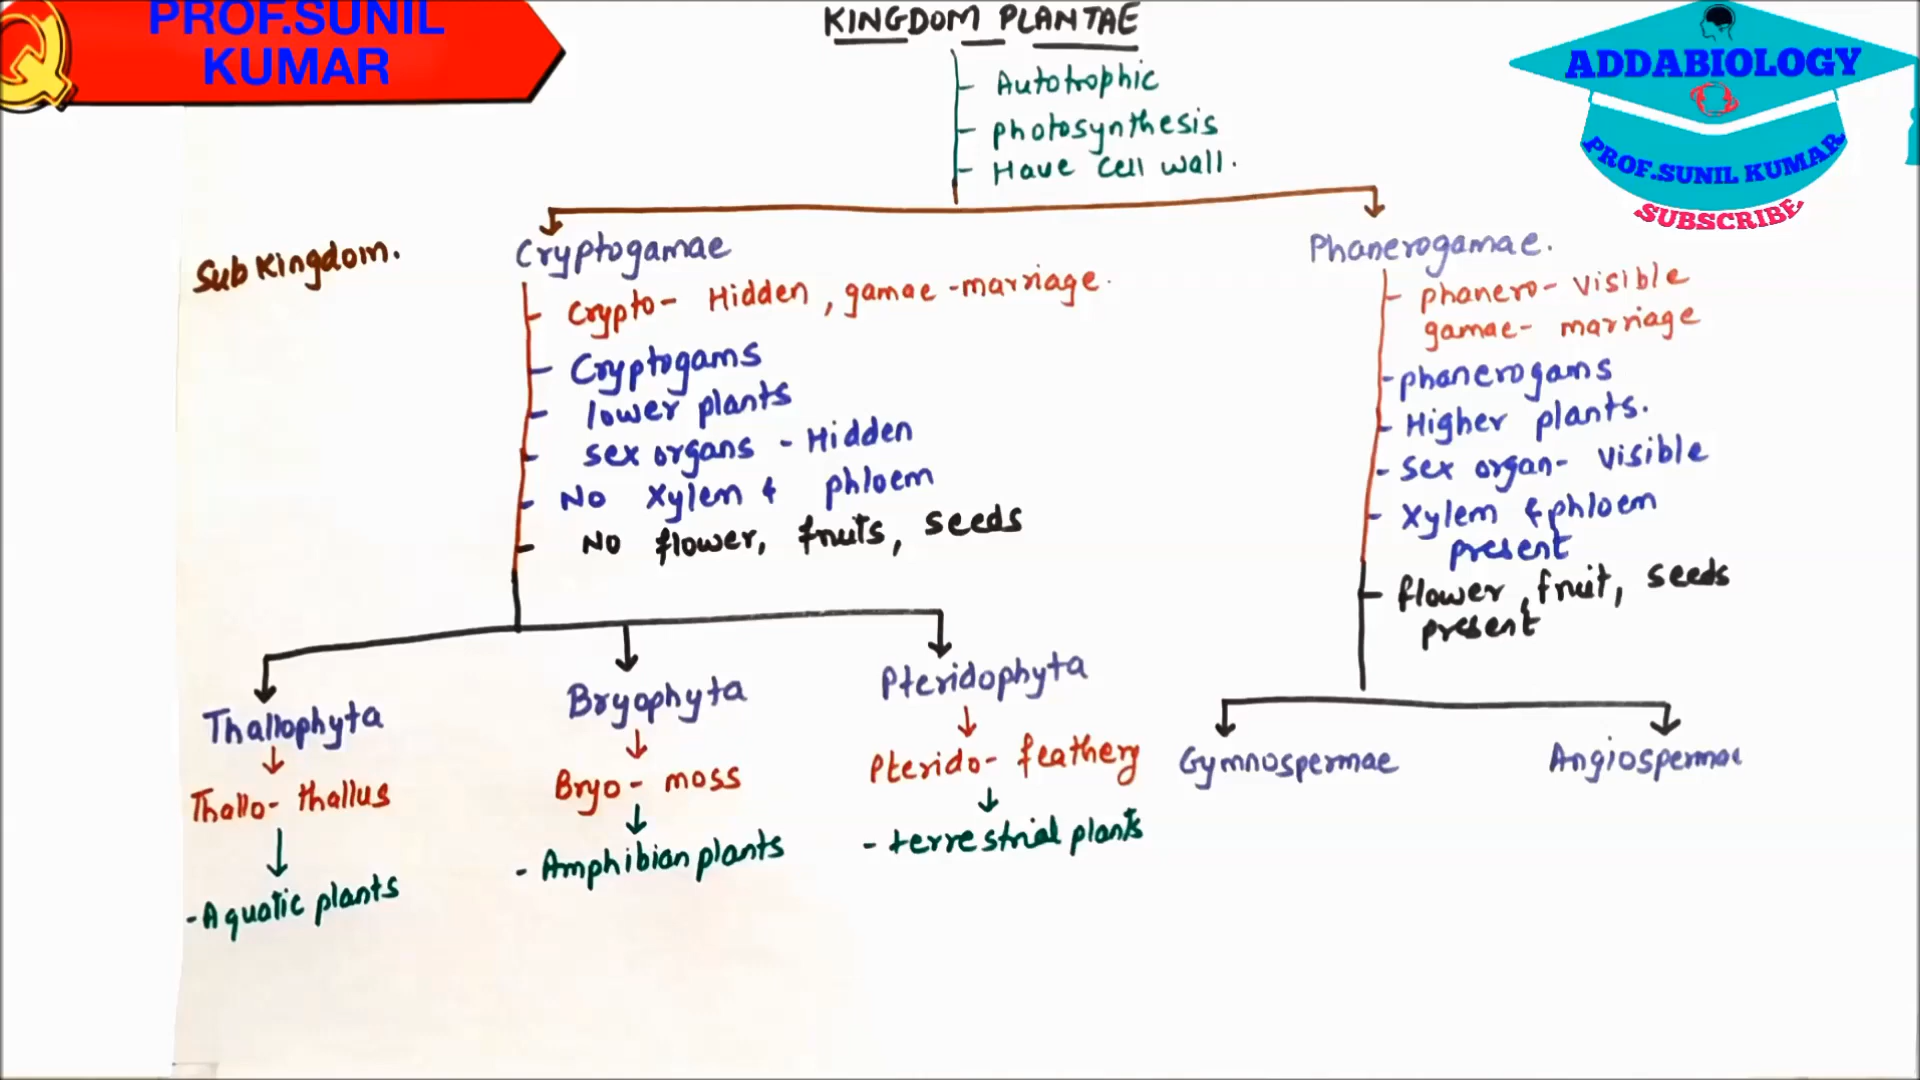 PROF.SUNIL
KUMAR
KINGDOM PLANTAE
- Autotrophic
- photosynthesis
- Have cell wall.
ADDABIOLOGY
PROF.SUNIL KUMAR
SUBSCRIBE
Sub Kingdom.
Cryptogamae
- Crypto- Hidden, gamae -marriage.
- Cryptogams
- lower plants
- sex organs - Hidden
- No Xylem & phloem
- No flower, fruits, seeds
Phanerogamae.
- phanero- visible
gamae- marriage
- phanerogams
- Higher plants.
- sex organ- visible
- Xylem & phloem
present
- flower, fruit, seeds
present
Thallophyta
Thallo- thallus
- Aquatic plants
Bryophyta
Bryo- moss
- Amphibian plants
Pteridophyta
Pterido- feathery
- terrestrial plants
Gymnospermae
Angiospermae